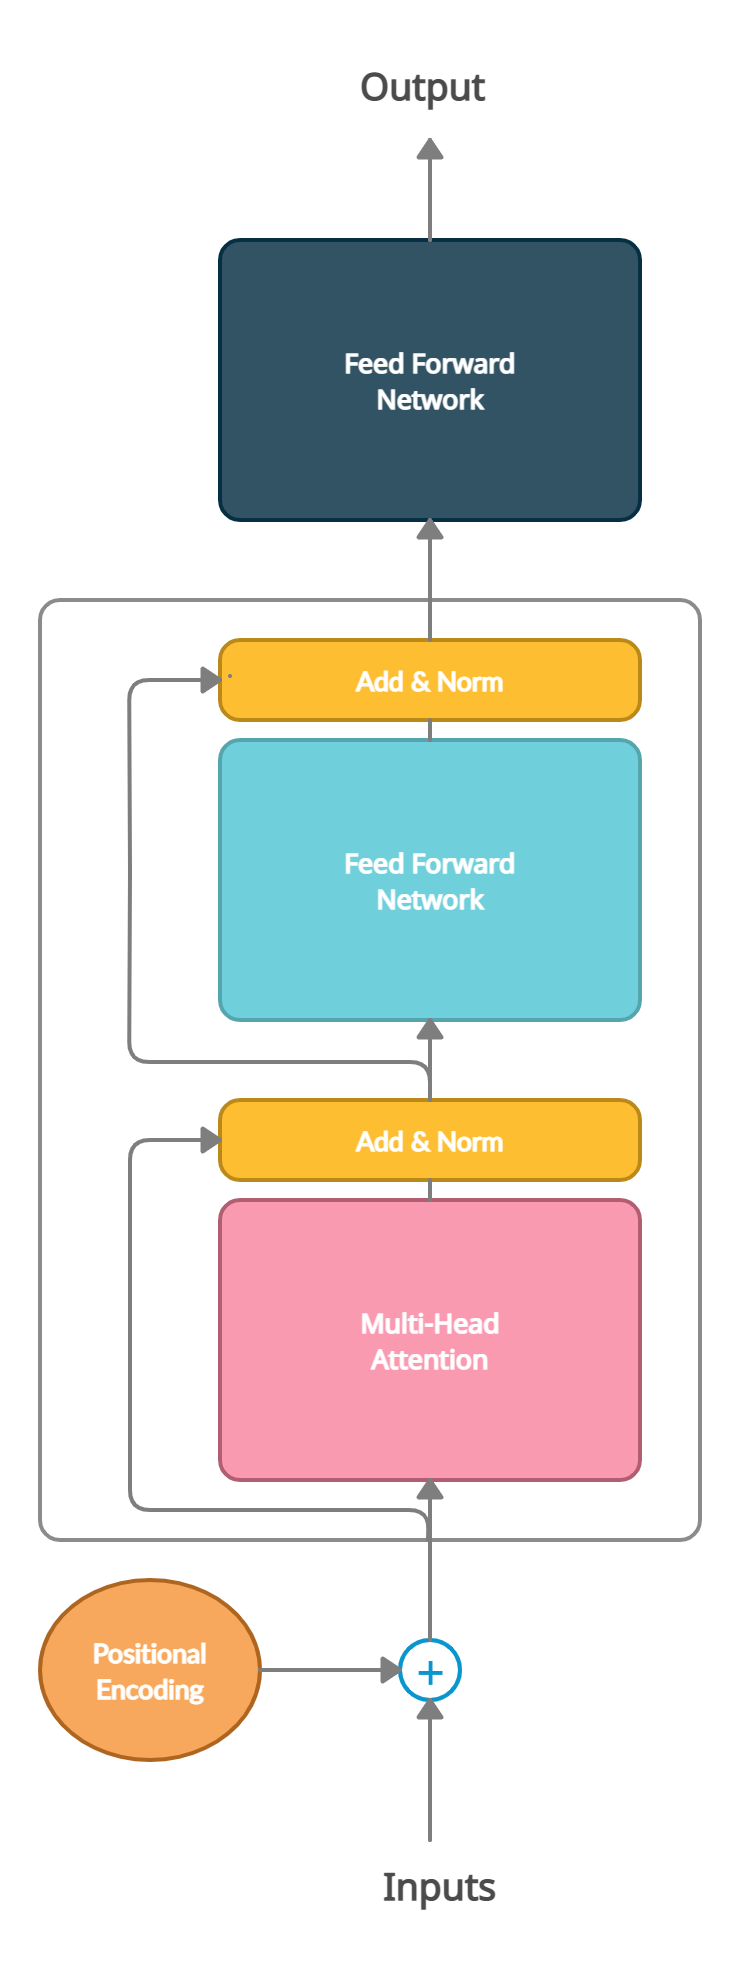 Output
Feed Forward
Network
Add & Norm
Feed Forward
Network
Add & Norm
Multi-Head
Attention
Positional
Encoding
+
Inputs